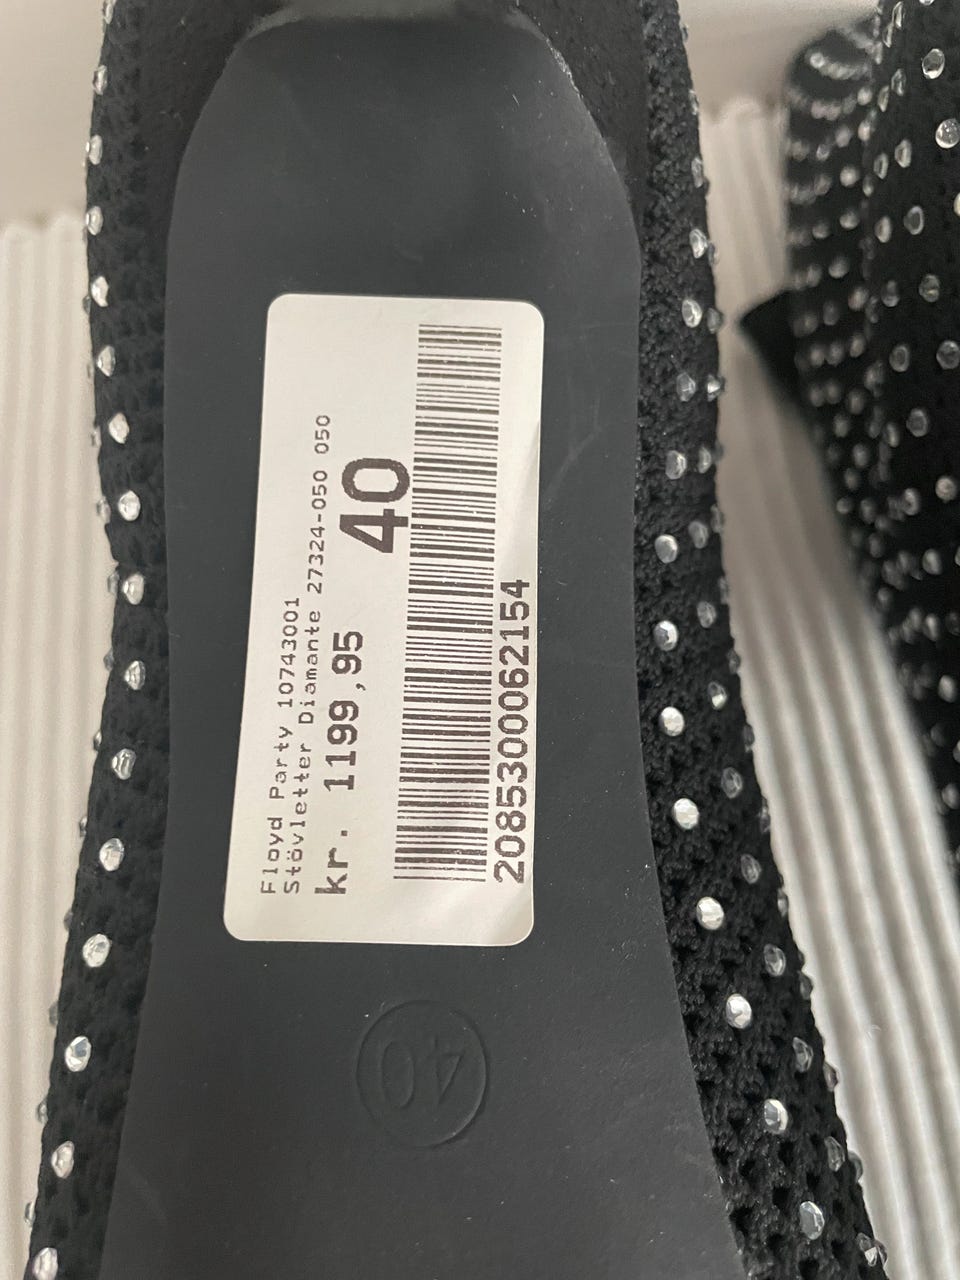 Floyd Party 10743001
Stövletter Diamante 27324-050 050
kr. 1199,95
40
2085300062154
40